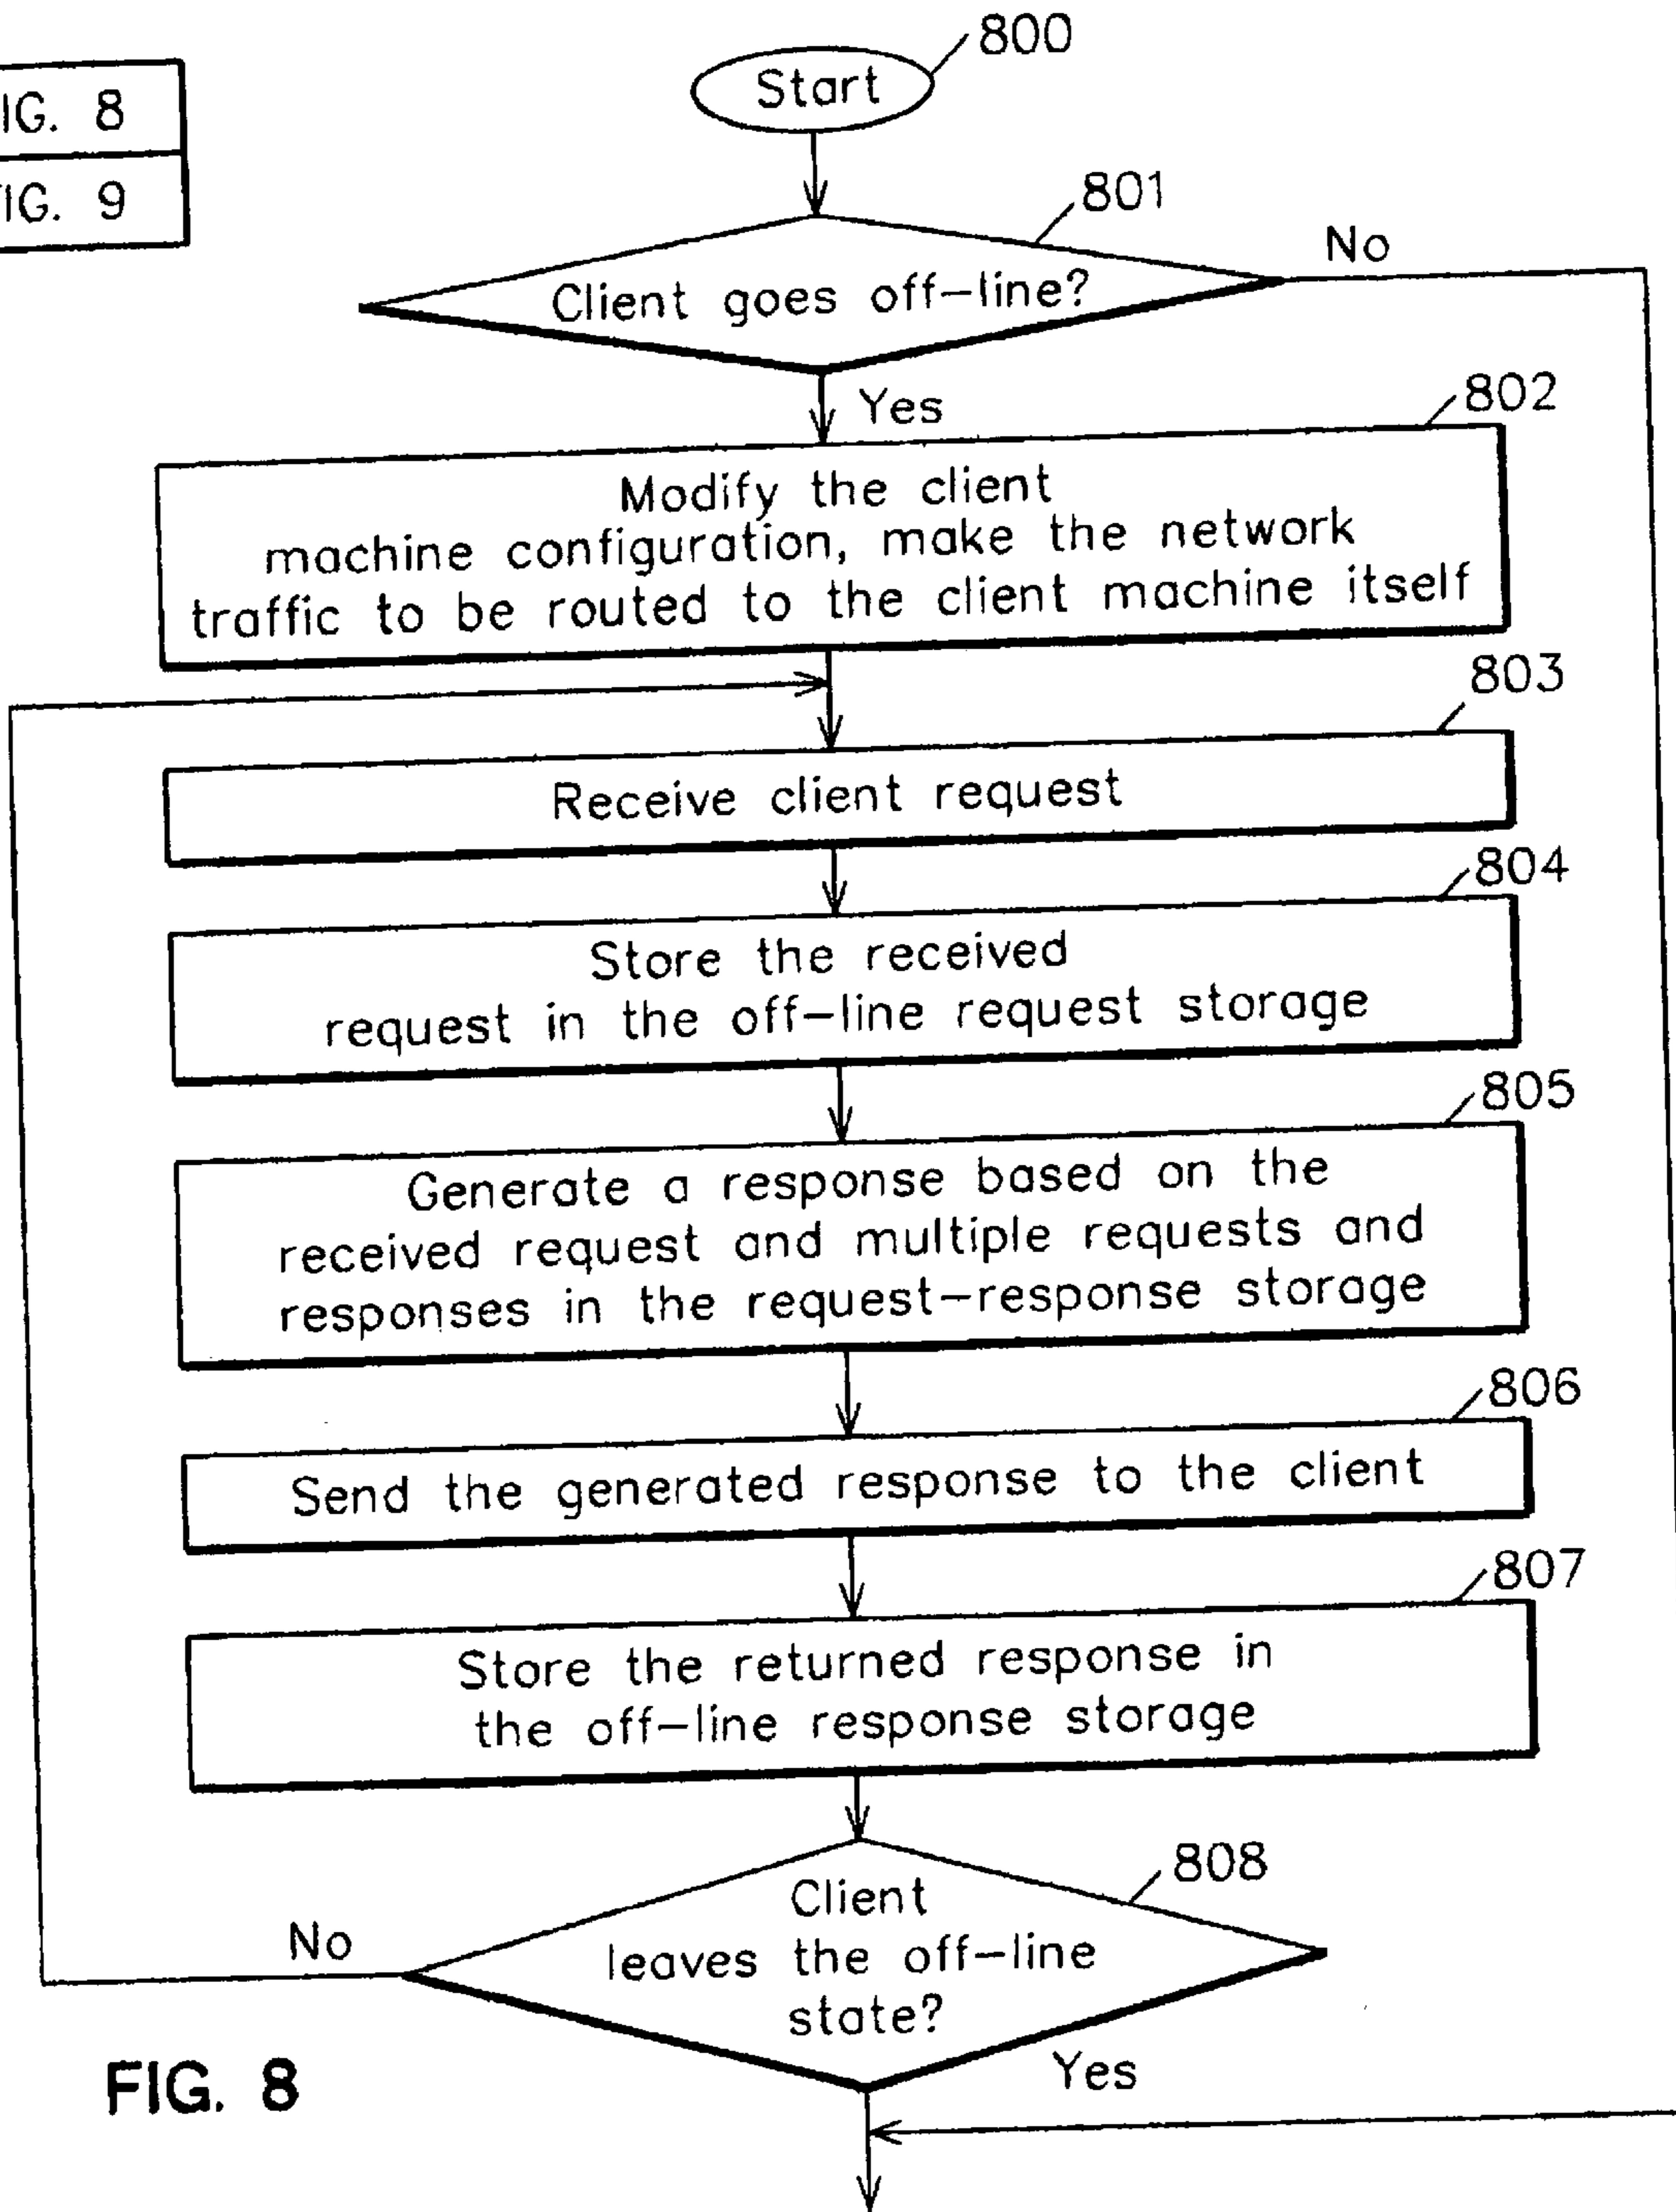 IG. 8
IG. 9
800
Start
801
Client goes off-line?
No
Yes
802
Modify the client
machine configuration, make the network
traffic to be routed to the client machine itself
803
Receive client request
804
Store the received
request in the off-line request storage
805
Generate a response based on the
received request and multiple requests and
responses in the request-response storage
806
Send the generated response to the client
807
Store the returned response in
the off-line response storage
808
Client
leaves the off-line
state?
No
Yes
FIG. 8